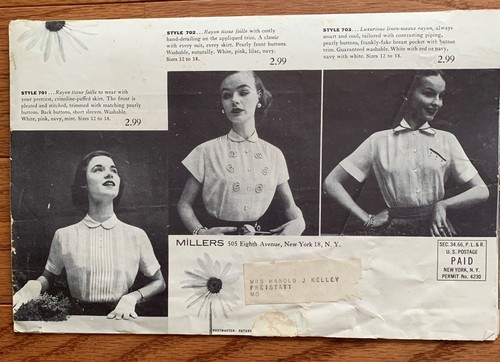 STYLE 702...Rayon tissue faille with costly
hand-detailing on the appliqued trim. A classic
with every suit, every skirt. Pearly front buttons.
Washable, naturally. White, pink, lilac, navy.
Sizes 12 to 18.
2.99
STYLE 703...Luxurious linen-weave rayon, always
smart and cool, tailored with contrasting piping,
pearly buttons, frankly-fake breast pocket with button
trim. Guaranteed washable. White with red or navy,
navy with white. Sizes 12 to 18.
2.99
STYLE 701...Rayon tissue faille to wear with
your prettiest, crinoline-puffed skirt. The front is
pleated and stitched, trimmed with matching pearly
buttons. Back buttons, short sleeves. Washable.
White, pink, navy, mint. Sizes 12 to 18.
2.99
MILLERS 505 Eighth Avenue, New York 18, N. Y.
SEC. 34.66, P. L. & R.
U. S. POSTAGE
PAID
NEW YORK, N. Y.
PERMIT No. 4230
MRS HAROLD J KELLEY
FREISTATT
MO
POSTMASTER: RETURN